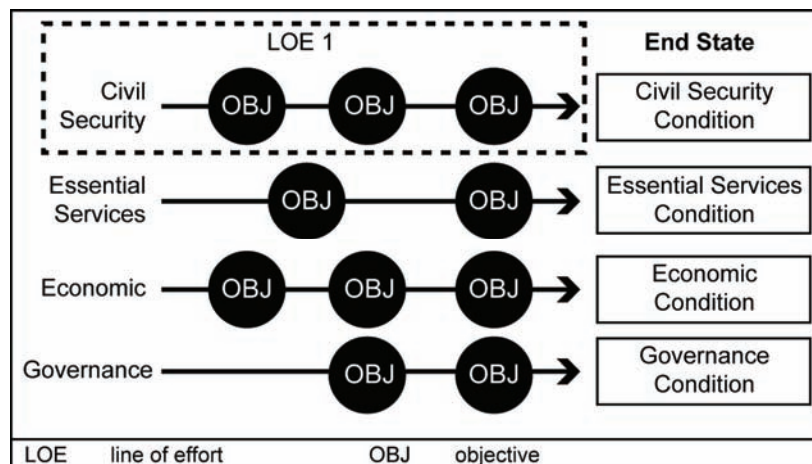 LOE 1
End State
Civil
Security
OBJ OBJ OBJ
Civil Security
Condition
Essential
Services
OBJ OBJ
Essential Services
Condition
Economic
OBJ OBJ OBJ
Economic
Condition
Governance
OBJ OBJ
Governance
Condition
LOE line of effort OBJ objective